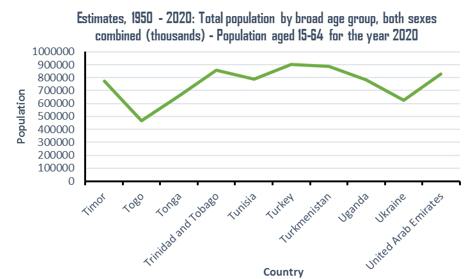 Estimates, 1950 - 2020: Total population by broad age group, both sexes
combined (thousands) - Population aged 15-64 for the year 2020
Population
1000000
900000
800000
700000
600000
500000
400000
300000
200000
100000
0
Timor
Togo
Tonga
Trinidad and Tobago
Tunisia
Turkey
Turkmenistan
Uganda
Ukraine
United Arab Emirates
Country